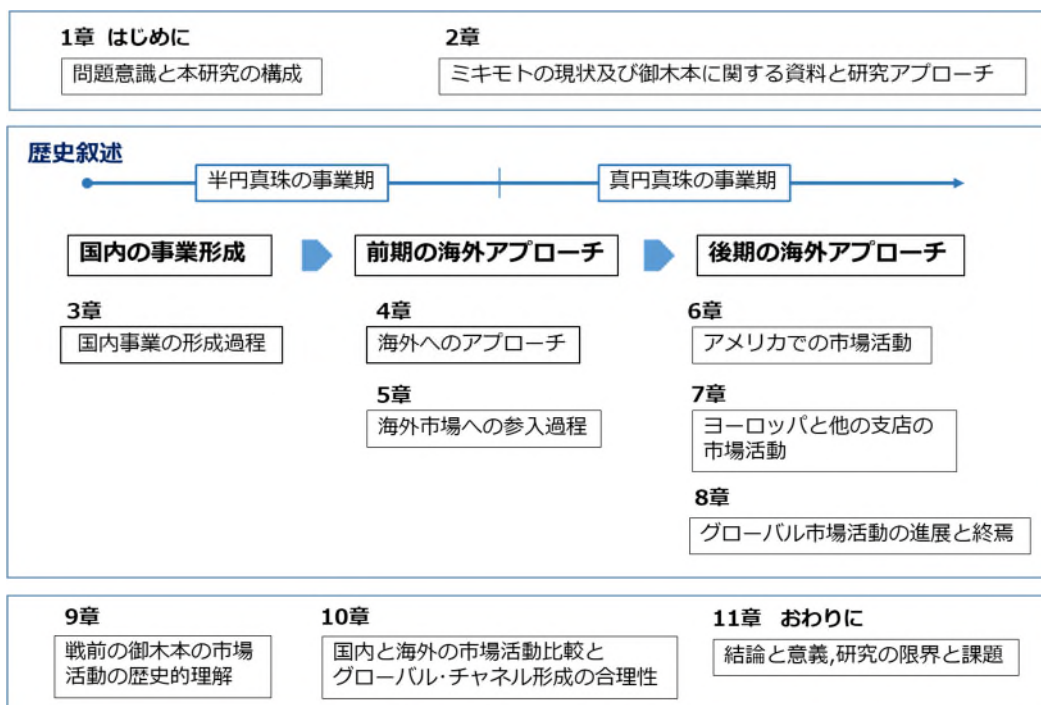 1章 はじめに
問題意識と本研究の構成
2章
ミキモトの現状及び御木本に関する資料と研究アプローチ
歴史叙述
半円真珠の事業期
真円真珠の事業期
国内の事業形成
前期の海外アプローチ
後期の海外アプローチ
3章
国内事業の形成過程
4章
海外へのアプローチ
5章
海外市場への参入過程
6章
アメリカでの市場活動
7章
ヨーロッパと他の支店の
市場活動
8章
グローバル市場活動の進展と終焉
9章
戦前の御木本の市場
活動の歴史的理解
10章
国内と海外の市場活動比較と
グローバル･チャネル形成の合理性
11章 おわりに
結論と意義,研究の限界と課題